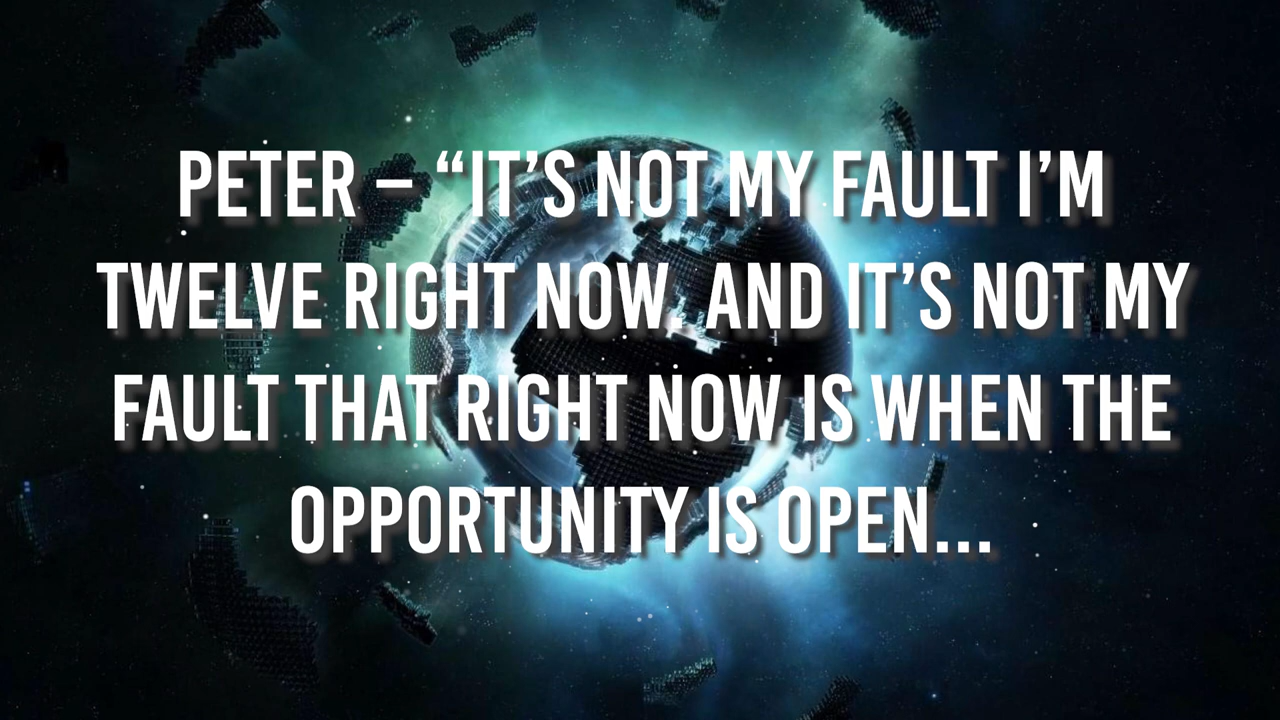 PETER – “IT’S NOT MY FAULT I’M
TWELVE RIGHT NOW. AND IT’S NOT MY
FAULT THAT RIGHT NOW IS WHEN THE
OPPORTUNITY IS OPEN...